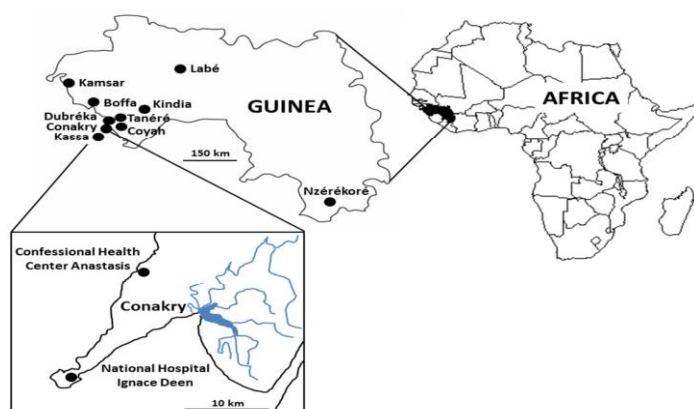 Labé
Kamsar
Boffa
Kindia
GUINEA
AFRICA
Dubréka
Tanéré
Conakry
Coyah
Kassa
150 km
Nzérékoré
Confessional Health
Center Anastasis
Conakry
National Hospital
Ignace Deen
10 km